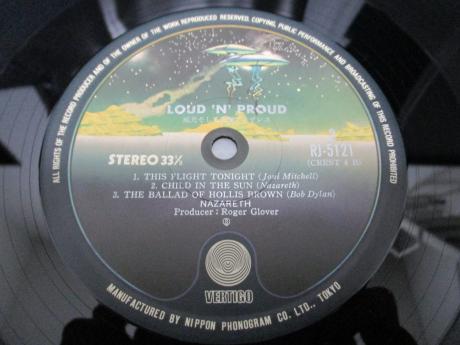 ALL RIGHTS OF THE RECORD PRODUCER AND OF THE OWNER OF THE WORK REPRODUCED RESERVED. COPYING, PUBLIC PERFORMANCE AND BROADCASTING OF THIS RECORD PROHIBITED
LOUD 'N' PROUD
STEREO 33⅓
2
RJ-5121
1. THIS FLIGHT TONIGHT (Joni Mitchell)
2. CHILD IN THE SUN (Nazareth)
3. THE BALLAD OF HOLLIS BROWN (Bob Dylan)
NAZARETH
Producer: Roger Glover
VERTIGO
MANUFACTURED BY NIPPON PHONOGRAM CO. LTD., TOKYO